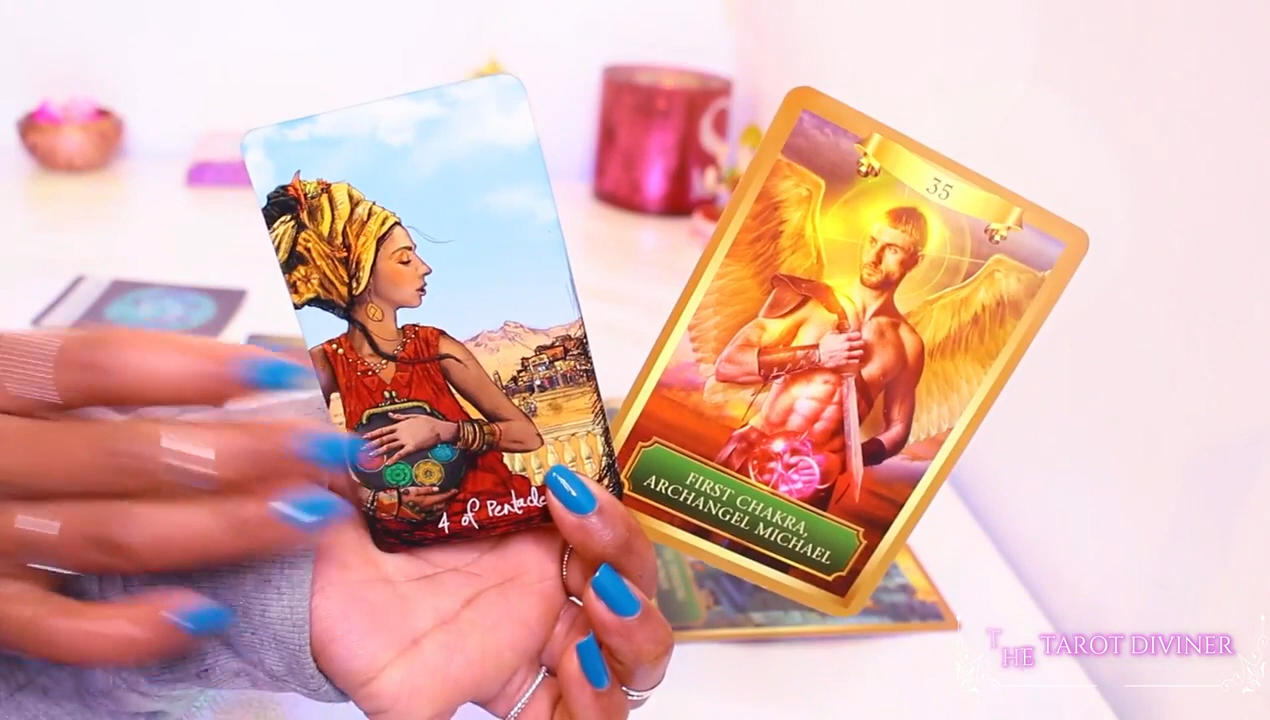 4 of Pentacle
35
FIRST CHAKRA,
ARCHANGEL MICHAEL
THE TAROT DIVINER